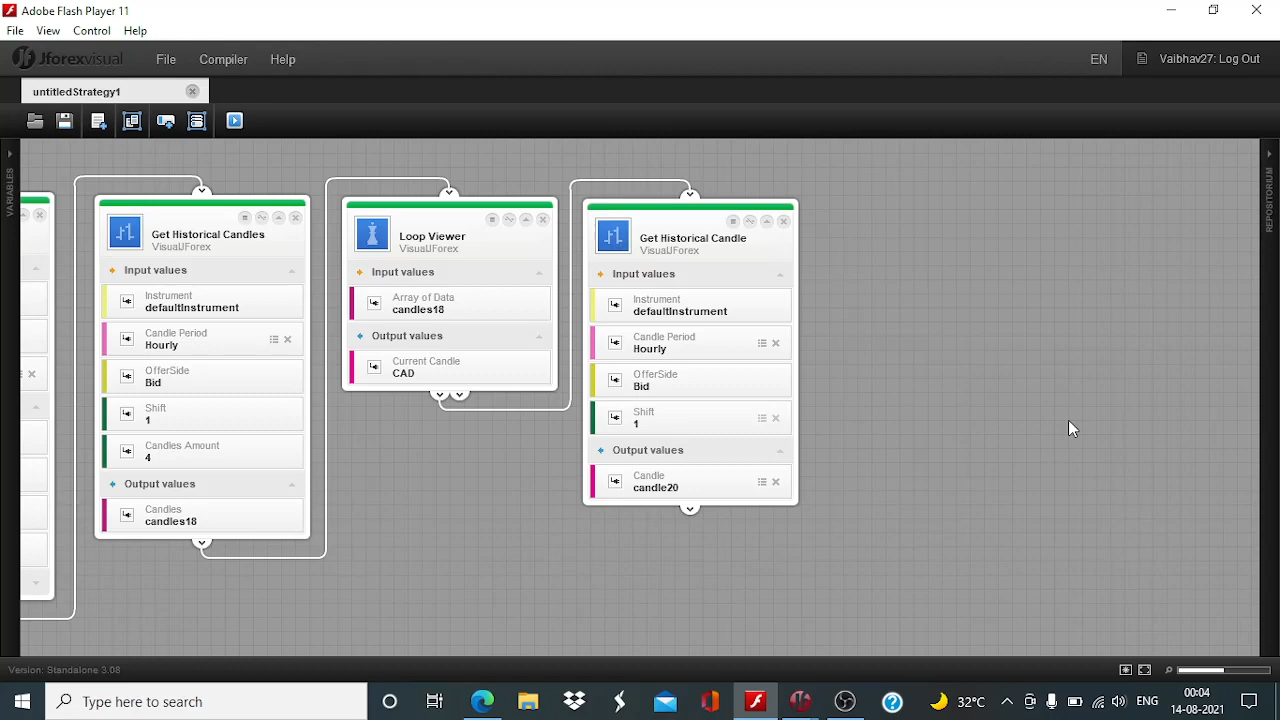 Adobe Flash Player 11
File View Control Help
Jforexvisual File Compiler Help EN Vaibhav27: Log Out
untitledStrategy1
VARIABLES
REPOSITORIUM
Get Historical Candles
VisualJForex
Input values
Instrument
defaultInstrument
Candle Period
Hourly
OfferSide
Bid
Shift
1
Candles Amount
4
Output values
Candles
candles18
Loop Viewer
VisualJForex
Input values
Array of Data
candles18
Output values
Current Candle
CAD
Get Historical Candle
VisualJForex
Input values
Instrument
defaultInstrument
Candle Period
Hourly
OfferSide
Bid
Shift
1
Output values
Candle
candle20
Version: Standalone 3.08
Type here to search
32°C
ENG
00:04
14-08-2021